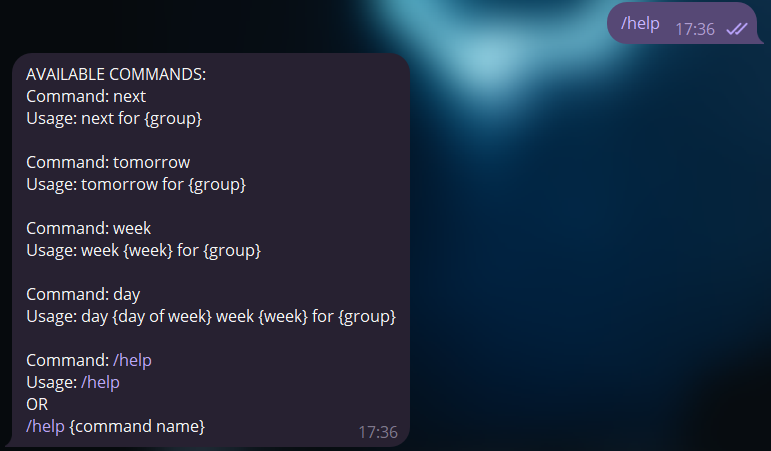 /help 17:36
AVAILABLE COMMANDS:
Command: next
Usage: next for {group}
Command: tomorrow
Usage: tomorrow for {group}
Command: week
Usage: week {week} for {group}
Command: day
Usage: day {day of week} week {week} for {group}
Command: /help
Usage: /help
OR
/help {command name}
17:36